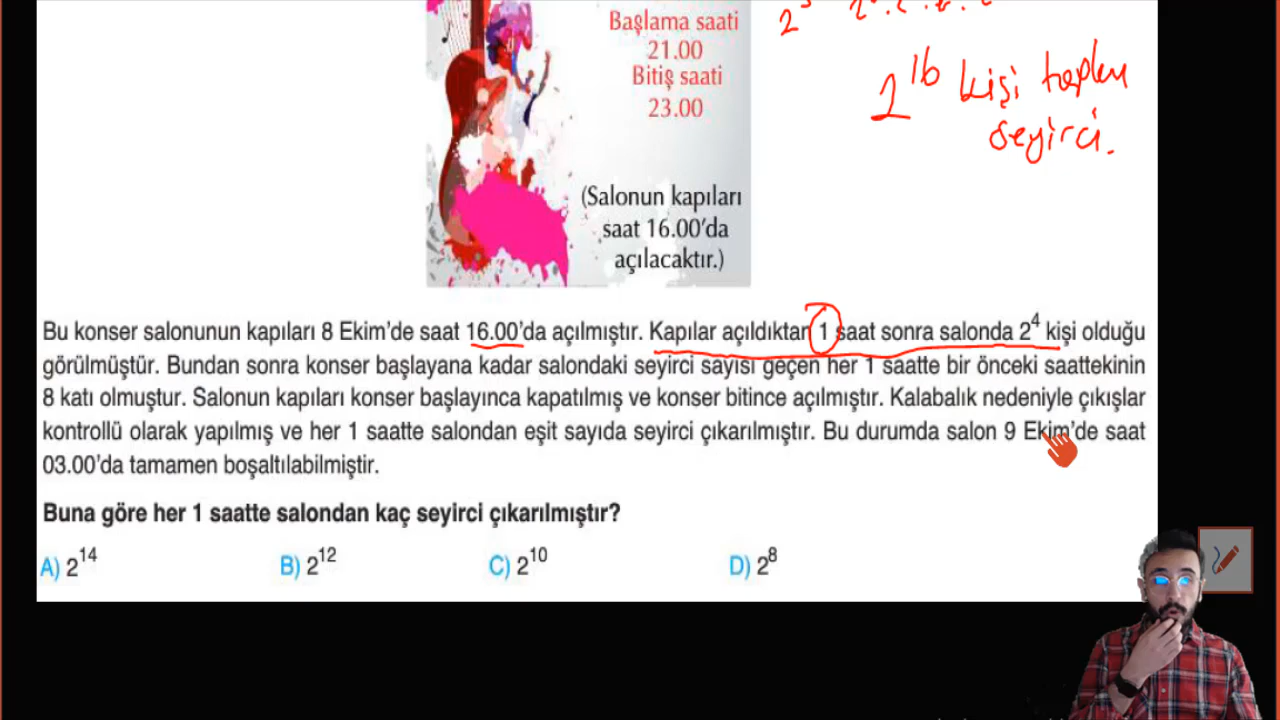 Başlama saati
21.00
Bitiş saati
23.00
2^16 kişi toplam
seyirci.
(Salonun kapıları
saat 16.00'da
açılacaktır.)
Bu konser salonunun kapıları 8 Ekim'de saat 16.00'da açılmıştır. Kapılar açıldıktan 1 saat sonra salonda 2^4 kişi olduğu
görülmüştür. Bundan sonra konser başlayana kadar salondaki seyirci sayısı geçen her 1 saatte bir önceki saattekinin
8 katı olmuştur. Salonun kapıları konser başlayınca kapatılmış ve konser bitince açılmıştır. Kalabalık nedeniyle çıkışlar
kontrollü olarak yapılmış ve her 1 saatte salondan eşit sayıda seyirci çıkarılmıştır. Bu durumda salon 9 Ekim'de saat
03.00'da tamamen boşaltılabilmiştir.
Buna göre her 1 saatte salondan kaç seyirci çıkarılmıştır?
A) 2^14 B) 2^12 C) 2^10 D) 2^8